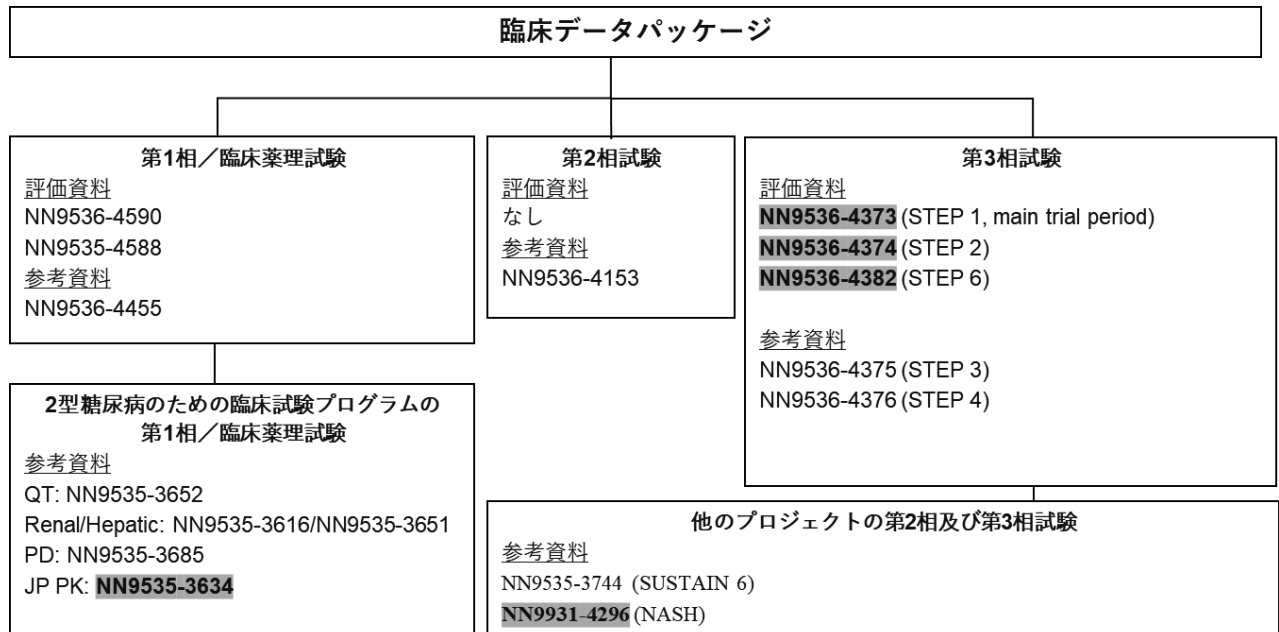 臨床データパッケージ
第1相／臨床薬理試験
評価資料
NN9536-4590
NN9535-4588
参考資料
NN9536-4455
第2相試験
評価資料
なし
参考資料
NN9536-4153
第3相試験
評価資料
NN9536-4373 (STEP 1, main trial period)
NN9536-4374 (STEP 2)
NN9536-4382 (STEP 6)
参考資料
NN9536-4375 (STEP 3)
NN9536-4376 (STEP 4)
2型糖尿病のための臨床試験プログラムの
第1相／臨床薬理試験
参考資料
QT: NN9535-3652
Renal/Hepatic: NN9535-3616/NN9535-3651
PD: NN9535-3685
JP PK: NN9535-3634
他のプロジェクトの第2相及び第3相試験
参考資料
NN9535-3744 (SUSTAIN 6)
NN9931-4296 (NASH)